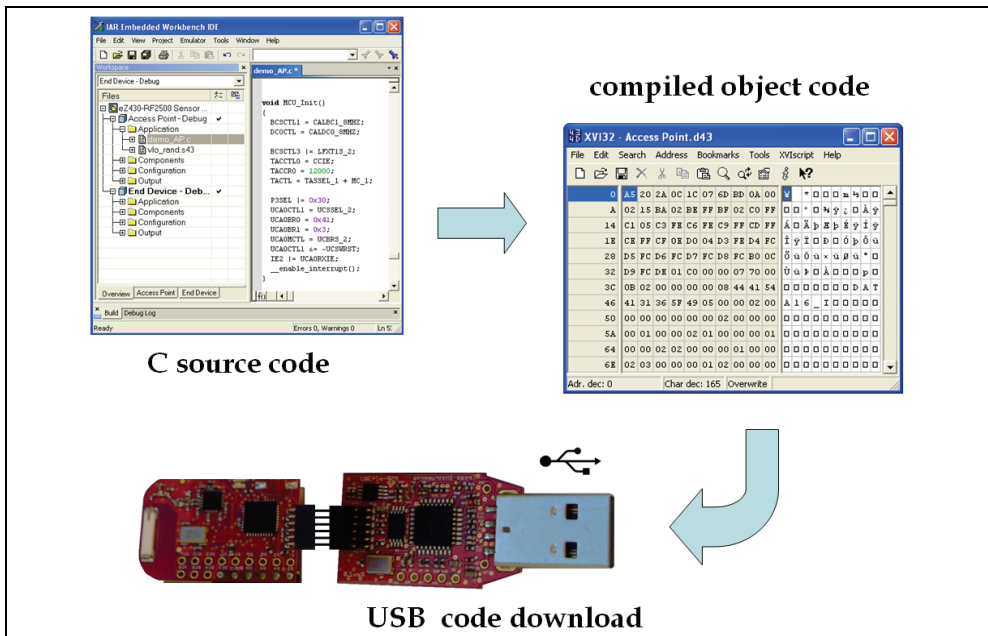 IAR Embedded Workbench IDE
File Edit View Project Emulator Tools Window Help
Workspace
End Device - Debug
Files
eZ430-RF2500 Sensor ...
Access Point - Debug
Application
demo_AP.c
vlo_rand.s43
Components
Configuration
Output
End Device - Deb...
Application
Components
Configuration
Output
Overview Access Point End Device
demo_AP.c *
void MCU_Init()
{
BCSCTL1 = CALBC1_8MHZ;
DCOCTL = CALDCO_8MHZ;
BCSCTL3 |= LFXT1S_2;
TACCTL0 = CCIE;
TACCR0 = 12000;
TACTL = TASSEL_1 + MC_1;
P3SEL |= 0x30;
UCA0CTL1 = UCSSEL_2;
UCA0BR0 = 0x41;
UCA0BR1 = 0x3;
UCA0MCTL = UCBRS_2;
UCA0CTL1 &= ~UCSWRST;
IE2 |= UCA0RXIE;
__enable_interrupt();
}
Build Debug Log
Ready Errors 0, Warnings 0
C source code
compiled object code
XVI32 - Access Point.d43
File Edit Search Address Bookmarks Tools XVIscript Help
0 A5 20 2A 0C 1C 07 6D BD 0A 00
A 02 15 BA 02 BE FF BF 02 C0 FF
14 C1 05 C3 FE C6 FE C9 FF CD FF
1E CE FF CF 0E D0 04 D3 FE D4 FC
28 D5 FC D6 FC D7 FC D8 FC B0 0C
32 D9 FC DE 01 C0 00 00 07 70 00
3C 0B 02 00 00 00 00 08 44 41 54
46 41 31 36 5F 49 05 00 00 02 00
50 00 00 00 00 00 00 02 00 00 00
5A 00 01 00 00 02 01 00 00 00 01
64 00 00 02 02 00 00 00 01 00 00
6E 02 03 00 00 00 01 02 00 00 00
Adr. dec: 0 Char dec: 165 Overwrite
USB code download